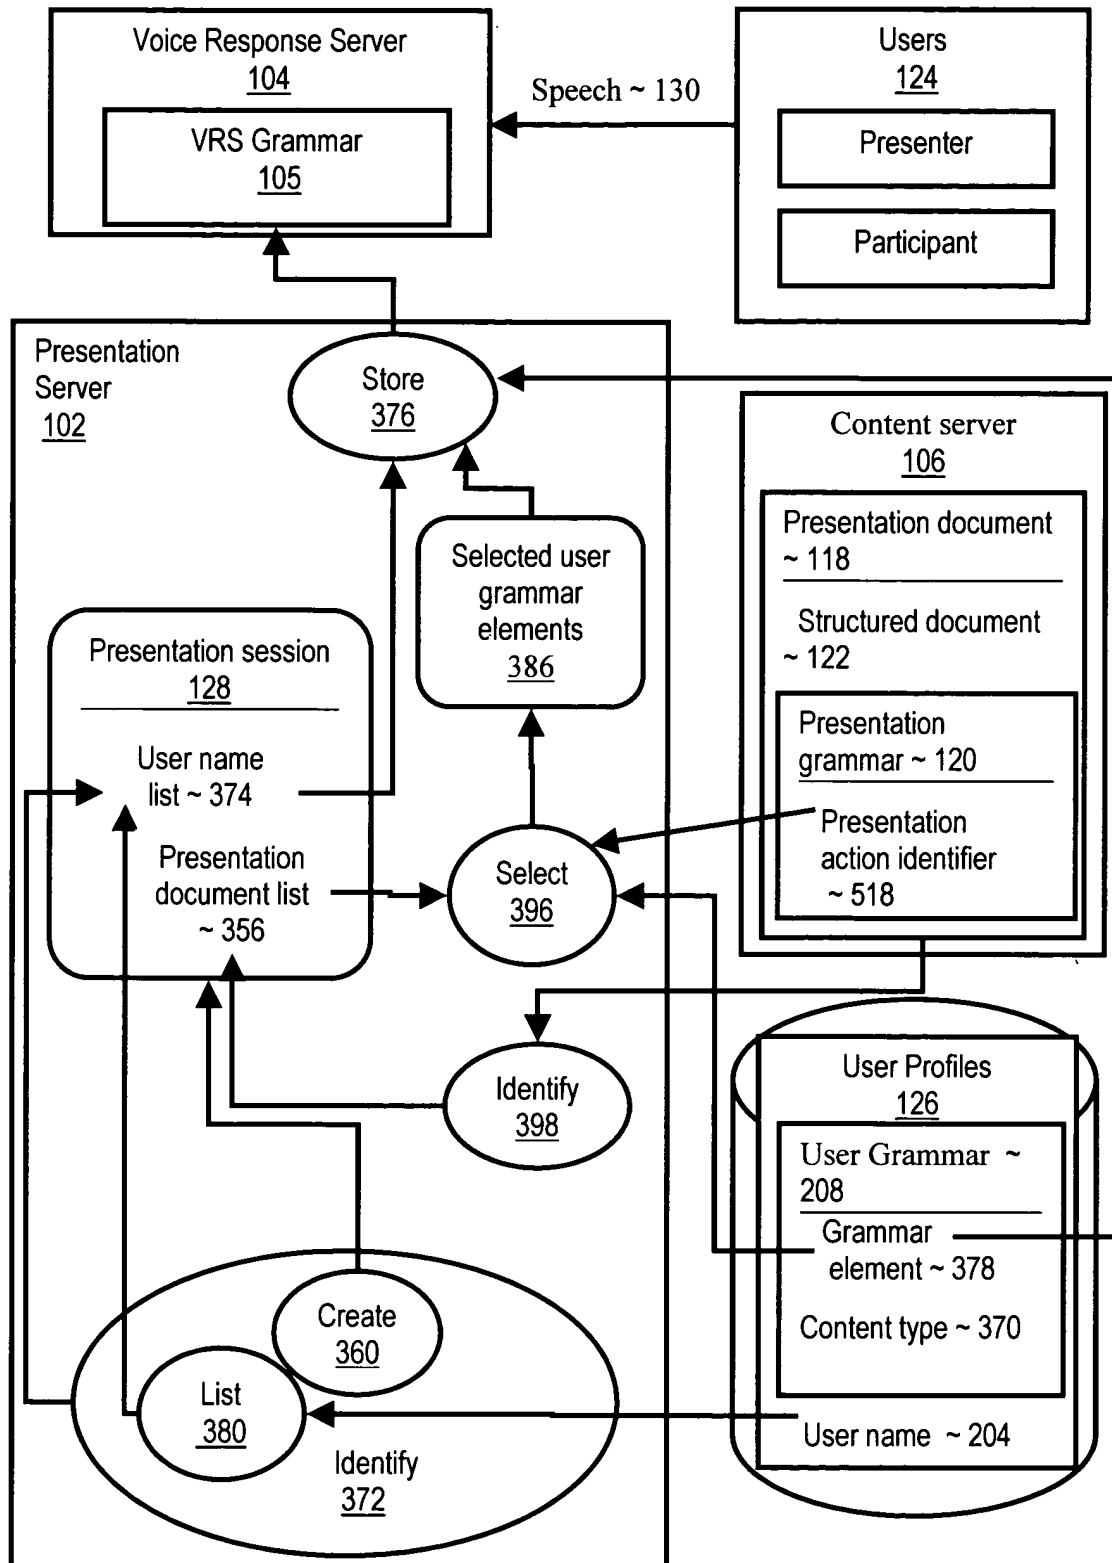 Voice Response Server
104
VRS Grammar
105
Speech ~ 130
Users
124
Presenter
Participant
Presentation
Server
102
Store
376
Selected user
grammar
elements
386
Presentation session
128
User name
list ~ 374
Presentation
document list
~ 356
Select
396
Identify
398
Create
360
List
380
Identify
372
Content server
106
Presentation document
~ 118
Structured document
~ 122
Presentation
grammar ~ 120
Presentation
action identifier
~ 518
User Profiles
126
User Grammar ~
208
Grammar
element ~ 378
Content type ~ 370
User name ~ 204